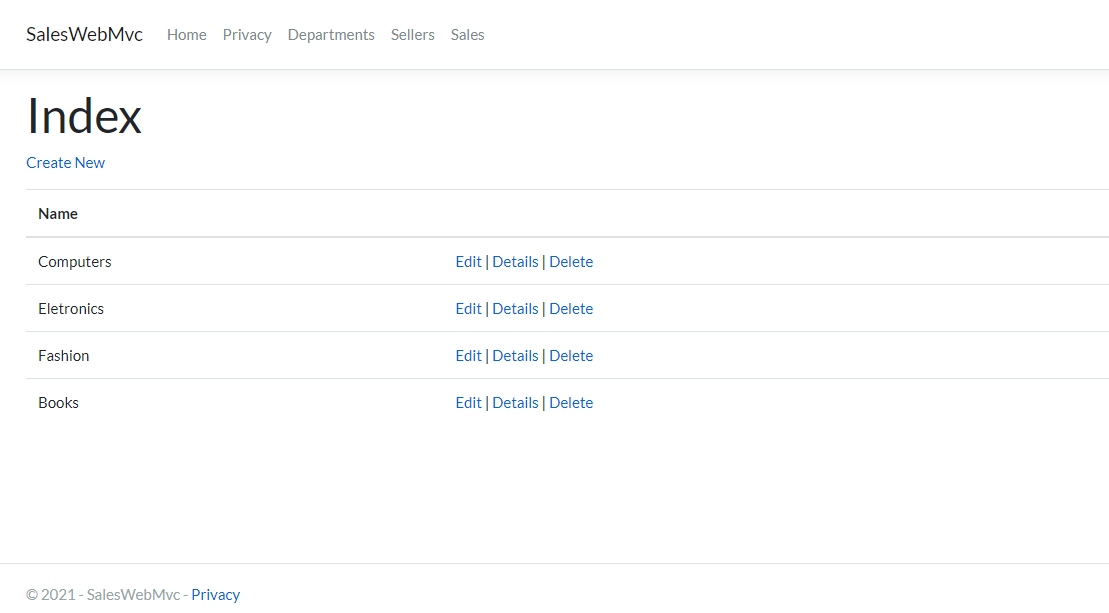 SalesWebMvc Home Privacy Departments Sellers Sales
Index
Create New
Name
Computers Edit | Details | Delete
Eletronics Edit | Details | Delete
Fashion Edit | Details | Delete
Books Edit | Details | Delete
© 2021 - SalesWebMvc - Privacy